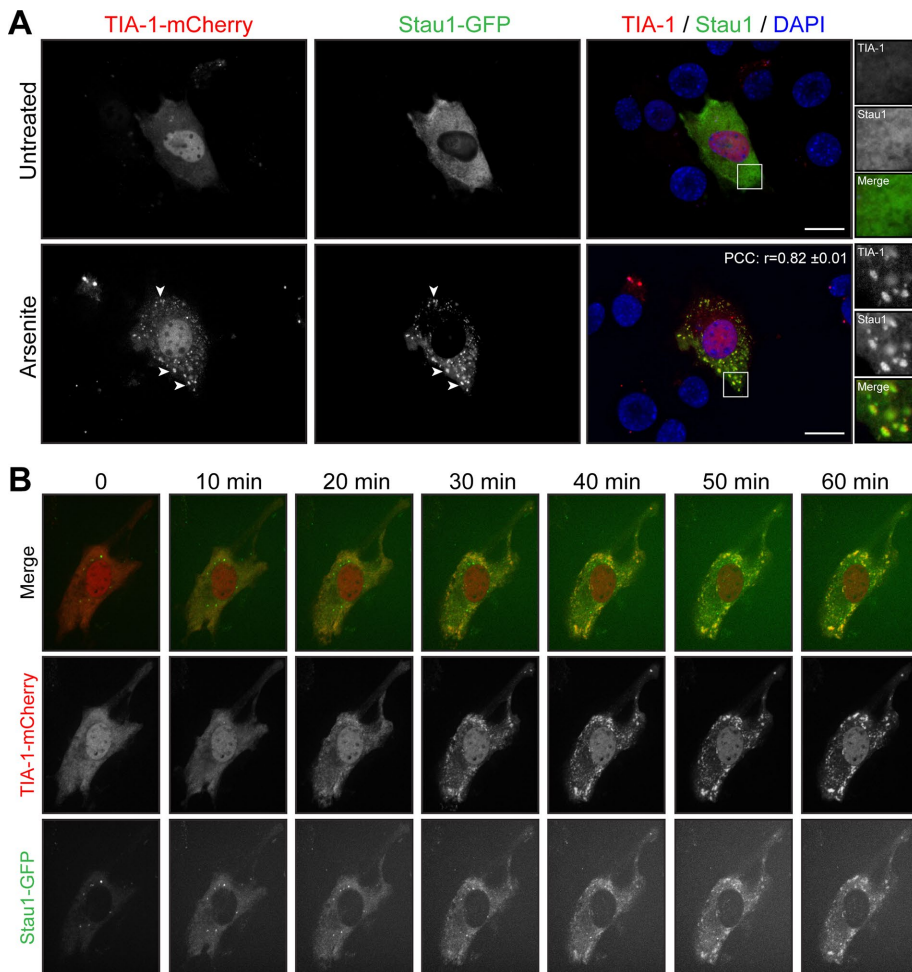 A
TIA-1-mCherry
Stau1-GFP
TIA-1 / Stau1 / DAPI
Untreated
TIA-1
Stau1
Merge
Arsenite
PCC: r=0.82 ±0.01
TIA-1
Stau1
Merge
B
0
10 min
20 min
30 min
40 min
50 min
60 min
Merge
TIA-1-mCherry
Stau1-GFP